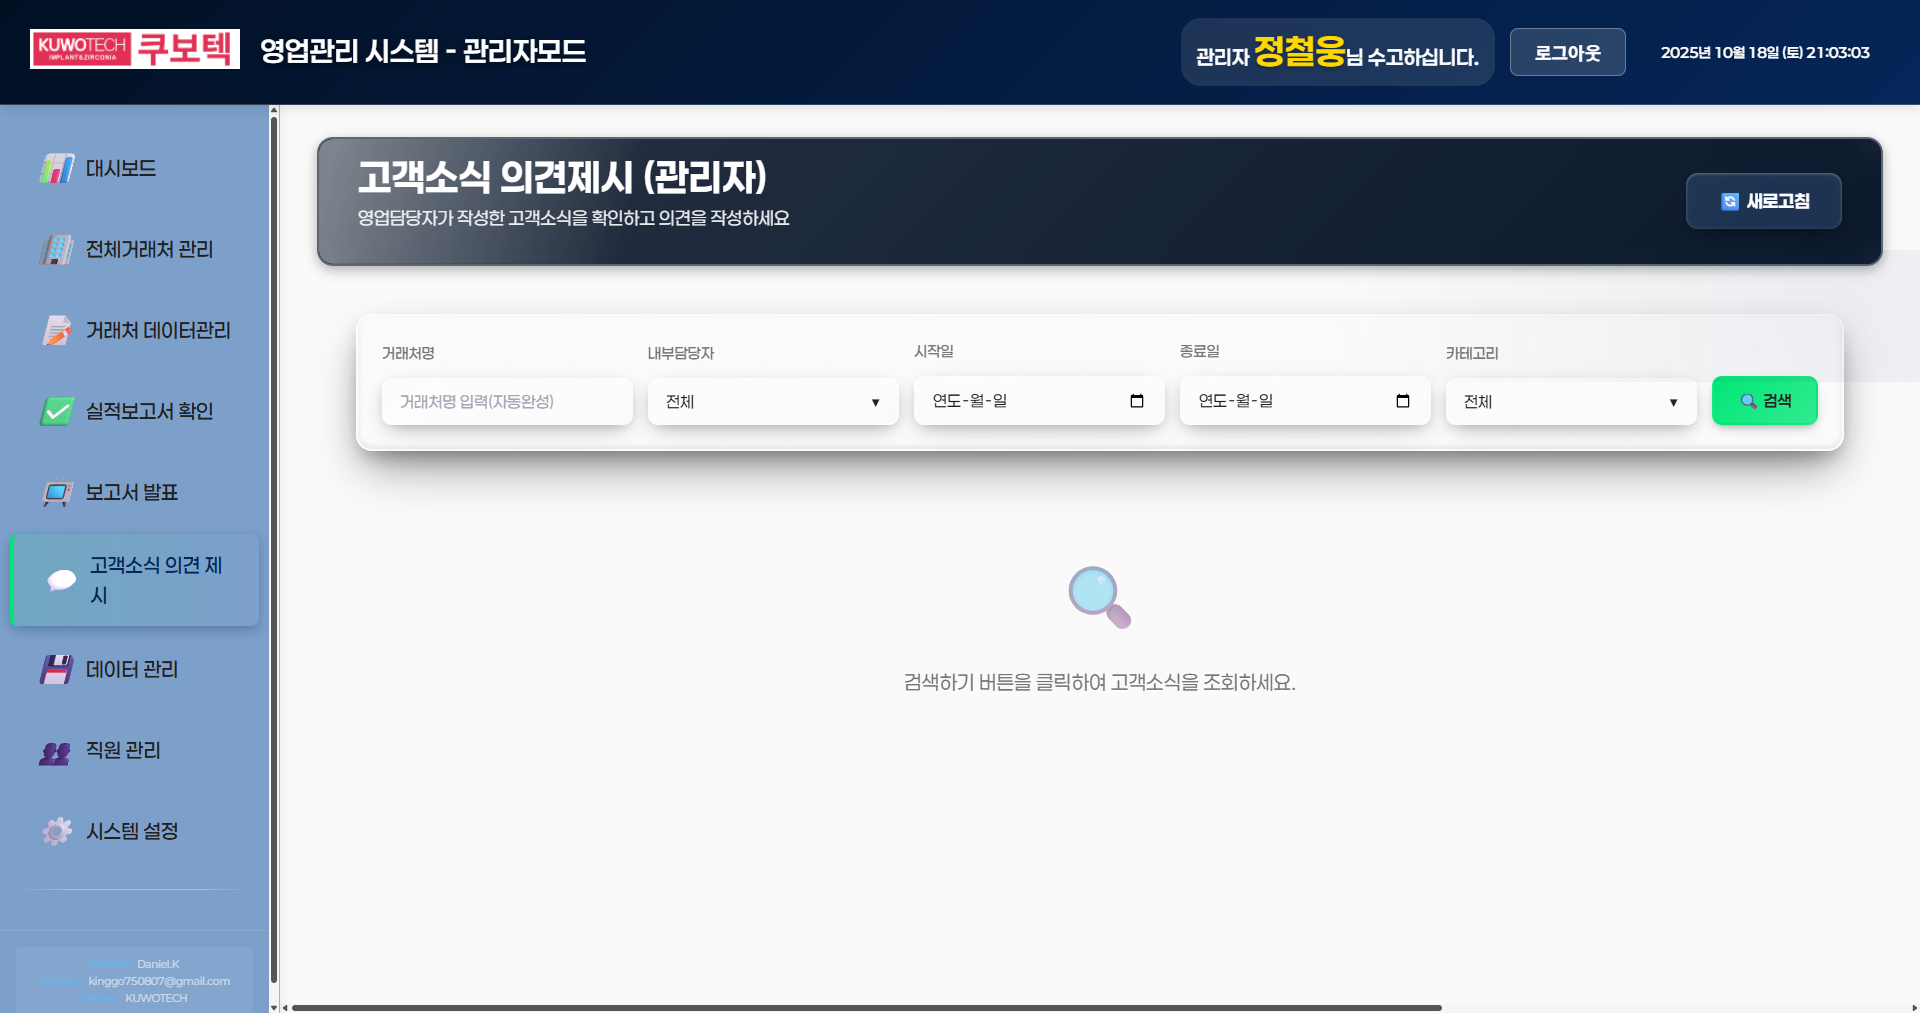 KUWOTECH
IMPLANT&ZIRCONIA
쿠보텍
영업관리 시스템 - 관리자모드
관리자 정철웅님 수고하십니다.
로그아웃
2025년 10월 18일 (토) 21:03:03
대시보드
전체거래처 관리
거래처 데이터관리
실적보고서 확인
보고서 발표
고객소식 의견 제
시
데이터 관리
직원 관리
시스템 설정
Daniel.K
kinggo750807@gmail.com
KUWOTECH
고객소식 의견제시 (관리자)
영업담당자가 작성한 고객소식을 확인하고 의견을 작성하세요
새로고침
거래처명
내부담당자
시작일
종료일
카테고리
거래처명 입력(자동완성)
전체
연도-월-일
연도-월-일
전체
검색
검색하기 버튼을 클릭하여 고객소식을 조회하세요.